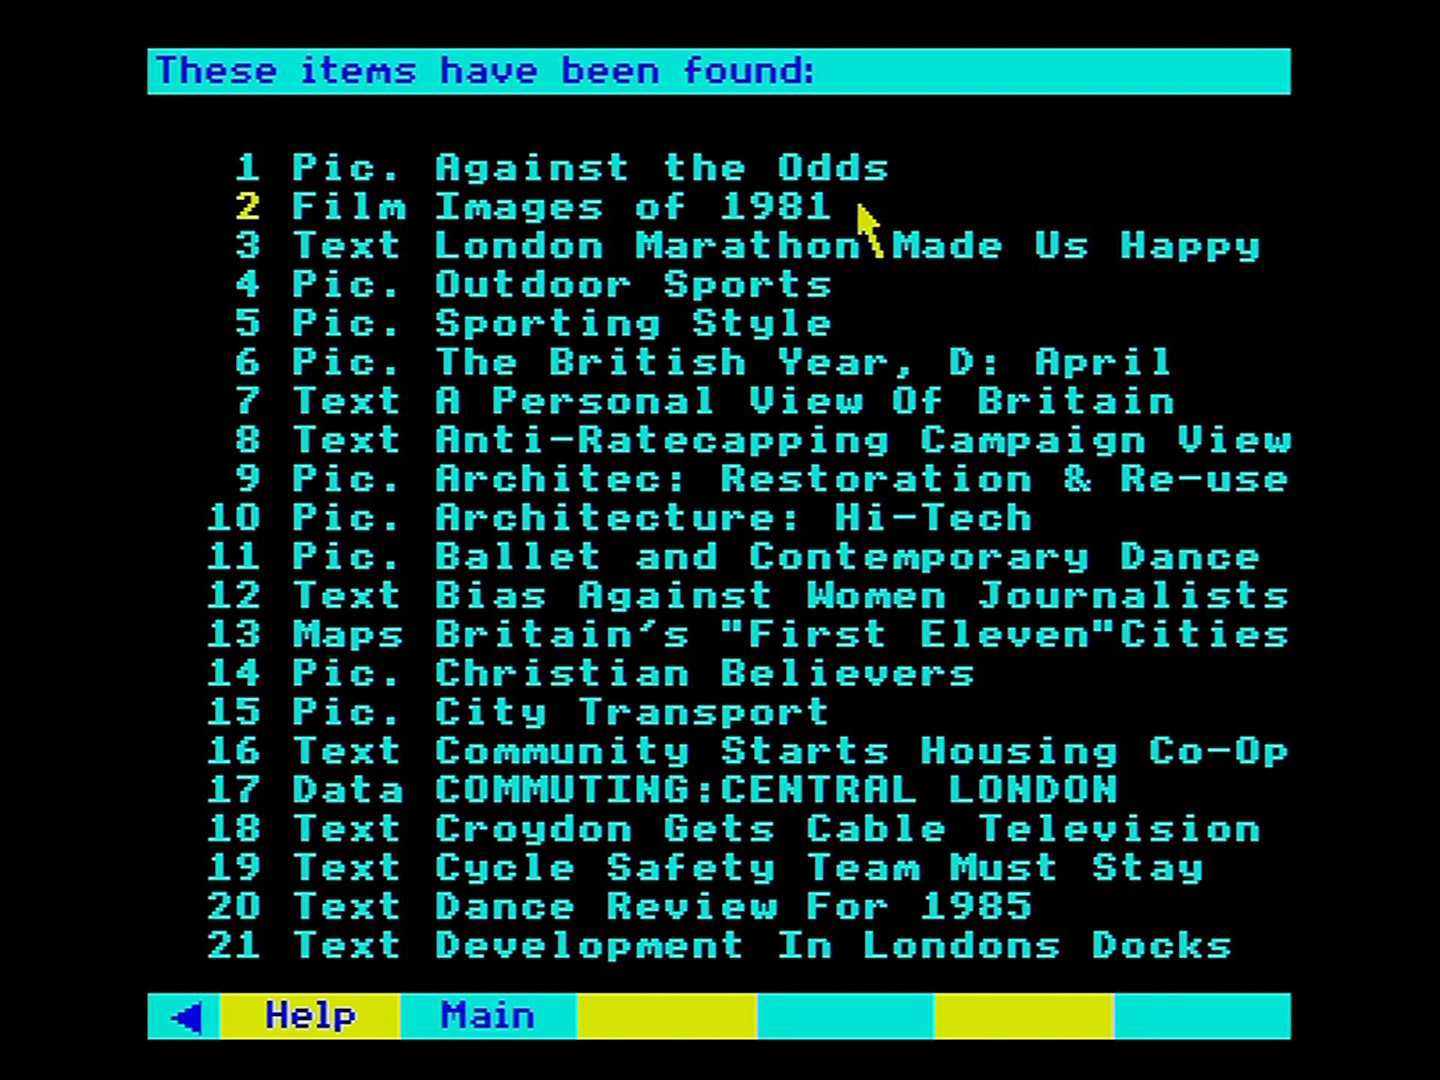 These items have been found:
1 Pic. Against the Odds
2 Film Images of 1981
3 Text London Marathon Made Us Happy
4 Pic. Outdoor Sports
5 Pic. Sporting Style
6 Pic. The British Year, D: April
7 Text A Personal View Of Britain
8 Text Anti-Ratecapping Campaign View
9 Pic. Architec: Restoration & Re-use
10 Pic. Architecture: Hi-Tech
11 Pic. Ballet and Contemporary Dance
12 Text Bias Against Women Journalists
13 Maps Britain's "First Eleven"Cities
14 Pic. Christian Believers
15 Pic. City Transport
16 Text Community Starts Housing Co-Op
17 Data COMMUTING:CENTRAL LONDON
18 Text Croydon Gets Cable Television
19 Text Cycle Safety Team Must Stay
20 Text Dance Review For 1985
21 Text Development In Londons Docks
Help Main